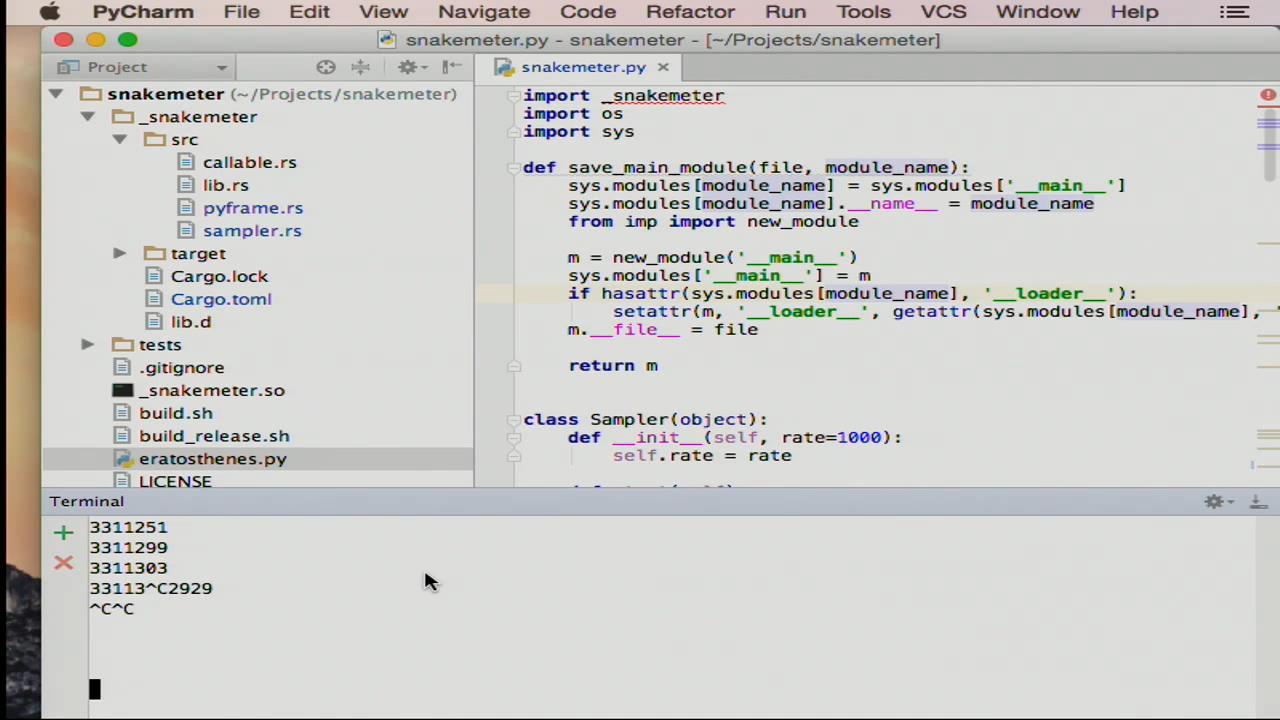 PyCharm File Edit View Navigate Code Refactor Run Tools VCS Window Help
snakemeter.py - snakemeter - [~/Projects/snakemeter]
Project
snakemeter.py
snakemeter (~/Projects/snakemeter)
_snakemeter
src
callable.rs
lib.rs
pyframe.rs
sampler.rs
target
Cargo.lock
Cargo.toml
lib.d
tests
.gitignore
_snakemeter.so
build.sh
build_release.sh
eratosthenes.py
LICENSE
import _snakemeter
import os
import sys
def save_main_module(file, module_name):
sys.modules[module_name] = sys.modules['__main__']
sys.modules[module_name].__name__ = module_name
from imp import new_module
m = new_module('__main__')
sys.modules['__main__'] = m
if hasattr(sys.modules[module_name], '__loader__'):
setattr(m, '__loader__', getattr(sys.modules[module_name], '
m.__file__ = file
return m
class Sampler(object):
def __init__(self, rate=1000):
self.rate = rate
Terminal
3311251
3311299
3311303
33113^C2929
^C^C